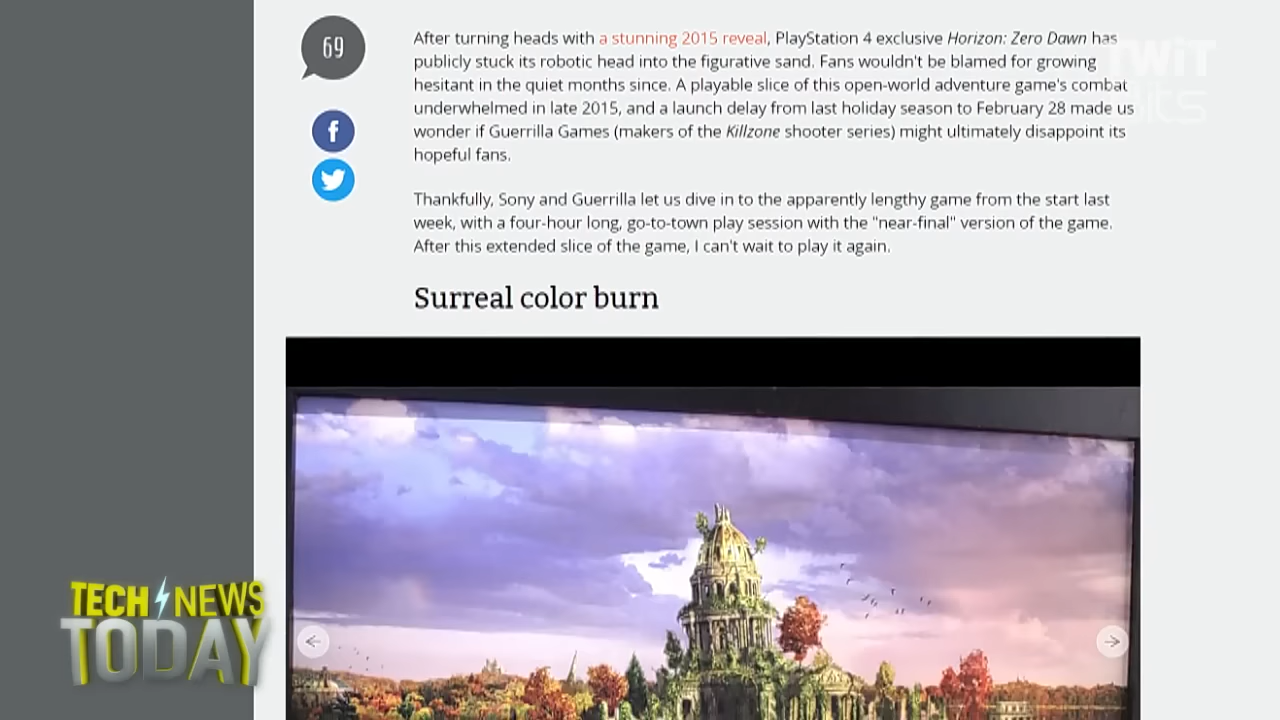 69
After turning heads with a stunning 2015 reveal, PlayStation 4 exclusive Horizon: Zero Dawn has
publicly stuck its robotic head into the figurative sand. Fans wouldn't be blamed for growing
hesitant in the quiet months since. A playable slice of this open-world adventure game's combat
underwhelmed in late 2015, and a launch delay from last holiday season to February 28 made us
wonder if Guerrilla Games (makers of the Killzone shooter series) might ultimately disappoint its
hopeful fans.
Thankfully, Sony and Guerrilla let us dive in to the apparently lengthy game from the start last
week, with a four-hour long, go-to-town play session with the "near-final" version of the game.
After this extended slice of the game, I can't wait to play it again.
Surreal color burn
TWiT
bits
TECH NEWS
TODAY